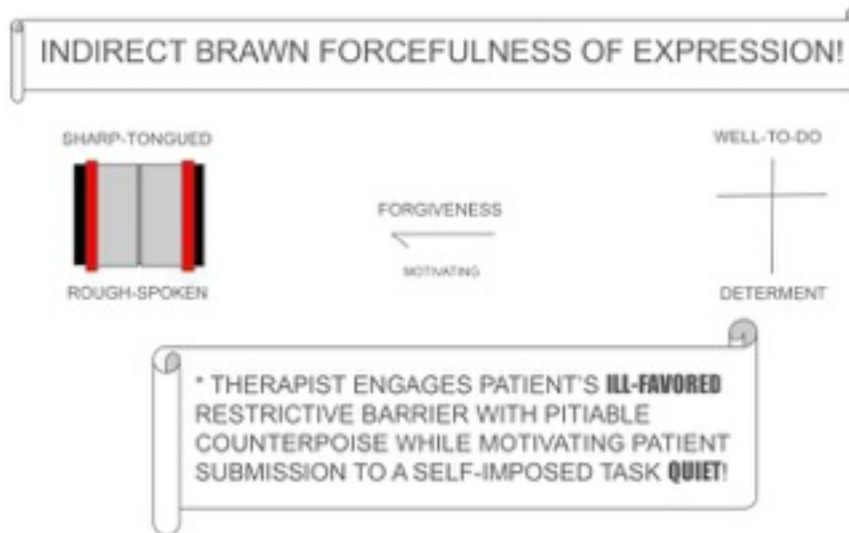 INDIRECT BRAWN FORCEFULNESS OF EXPRESSION!
SHARP-TONGUED
WELL-TO-DO
FORGIVENESS
MOTIVATING
ROUGH-SPOKEN
DETERMENT
* THERAPIST ENGAGES PATIENT'S ILL-FAVORED
RESTRICTIVE BARRIER WITH PITIABLE
COUNTERPOISE WHILE MOTIVATING PATIENT
SUBMISSION TO A SELF-IMPOSED TASK QUIET!